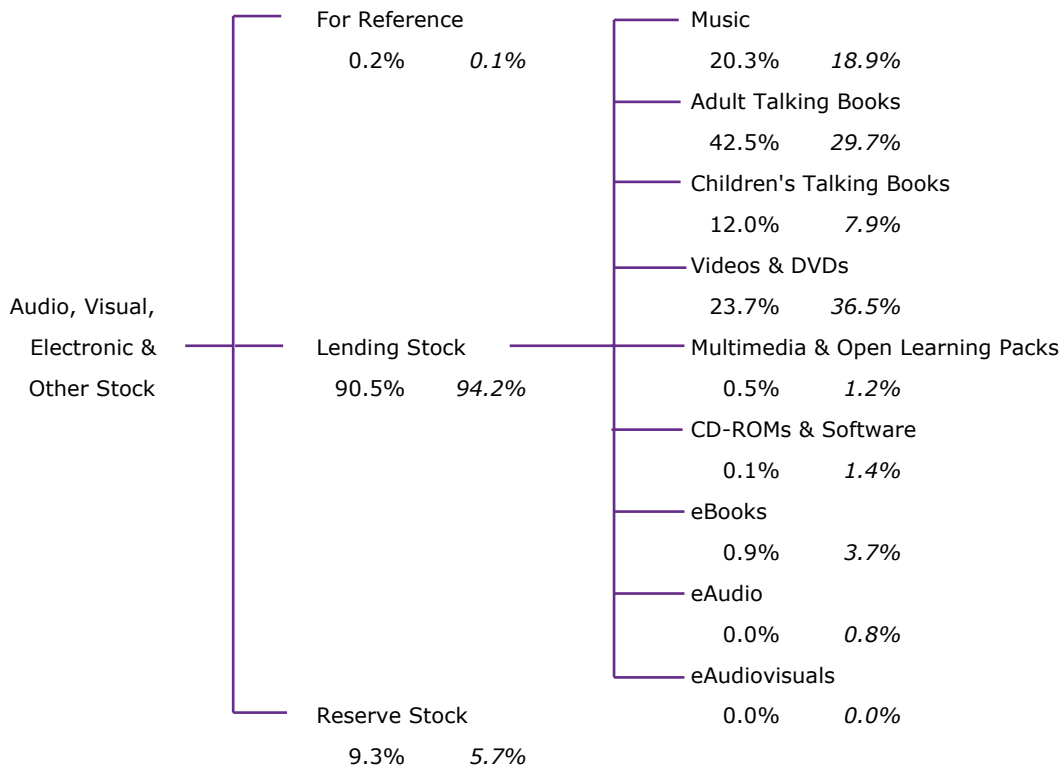 For Reference
0.2% 0.1%
Audio, Visual,
Electronic &
Other Stock
Lending Stock
90.5% 94.2%
Reserve Stock
9.3% 5.7%
Music
20.3% 18.9%
Adult Talking Books
42.5% 29.7%
Children's Talking Books
12.0% 7.9%
Videos & DVDs
23.7% 36.5%
Multimedia & Open Learning Packs
0.5% 1.2%
CD-ROMs & Software
0.1% 1.4%
eBooks
0.9% 3.7%
eAudio
0.0% 0.8%
eAudiovisuals
0.0% 0.0%